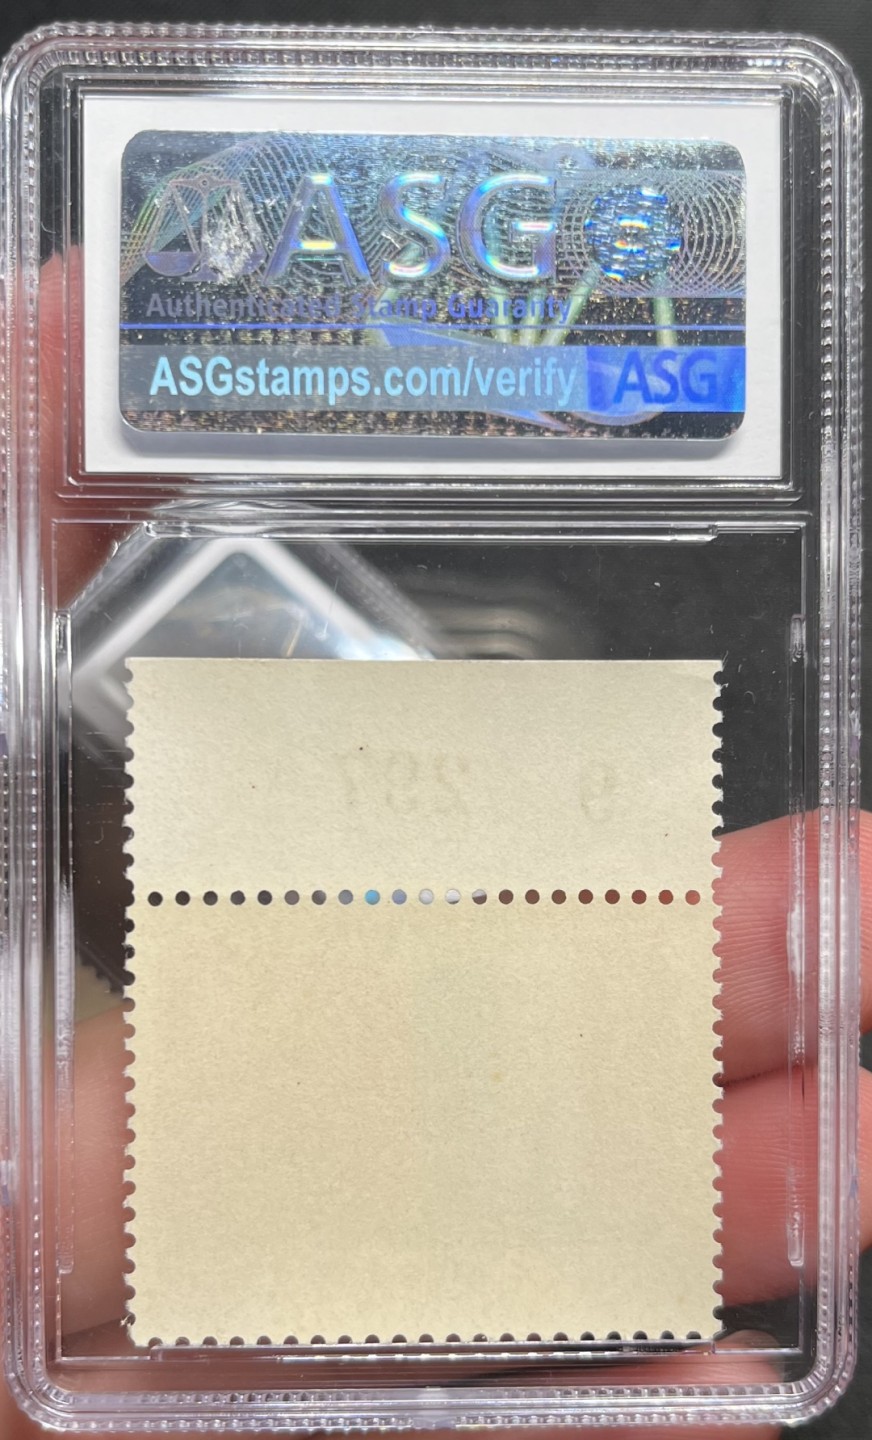 ASG
Authenticated Stamp Guaranty
ASGstamps.com/verify ASG